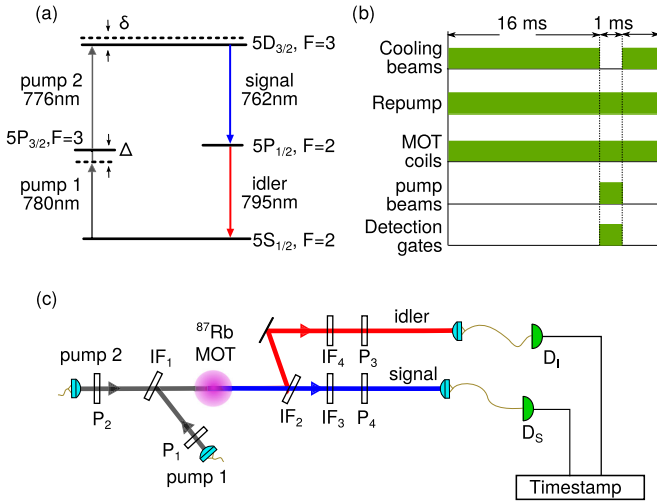 (a)
δ
5D3/2, F=3
pump 2
776nm
signal
762nm
5P3/2,F=3
Δ
5P1/2, F=2
pump 1
780nm
idler
795nm
5S1/2, F=2
(b)
16 ms
1 ms
Cooling
beams
Repump
MOT
coils
pump
beams
Detection
gates
(c)
87Rb
MOT
idler
pump 2
IF1
IF4
P3
DI
signal
P2
IF2
IF3
P4
DS
P1
pump 1
Timestamp